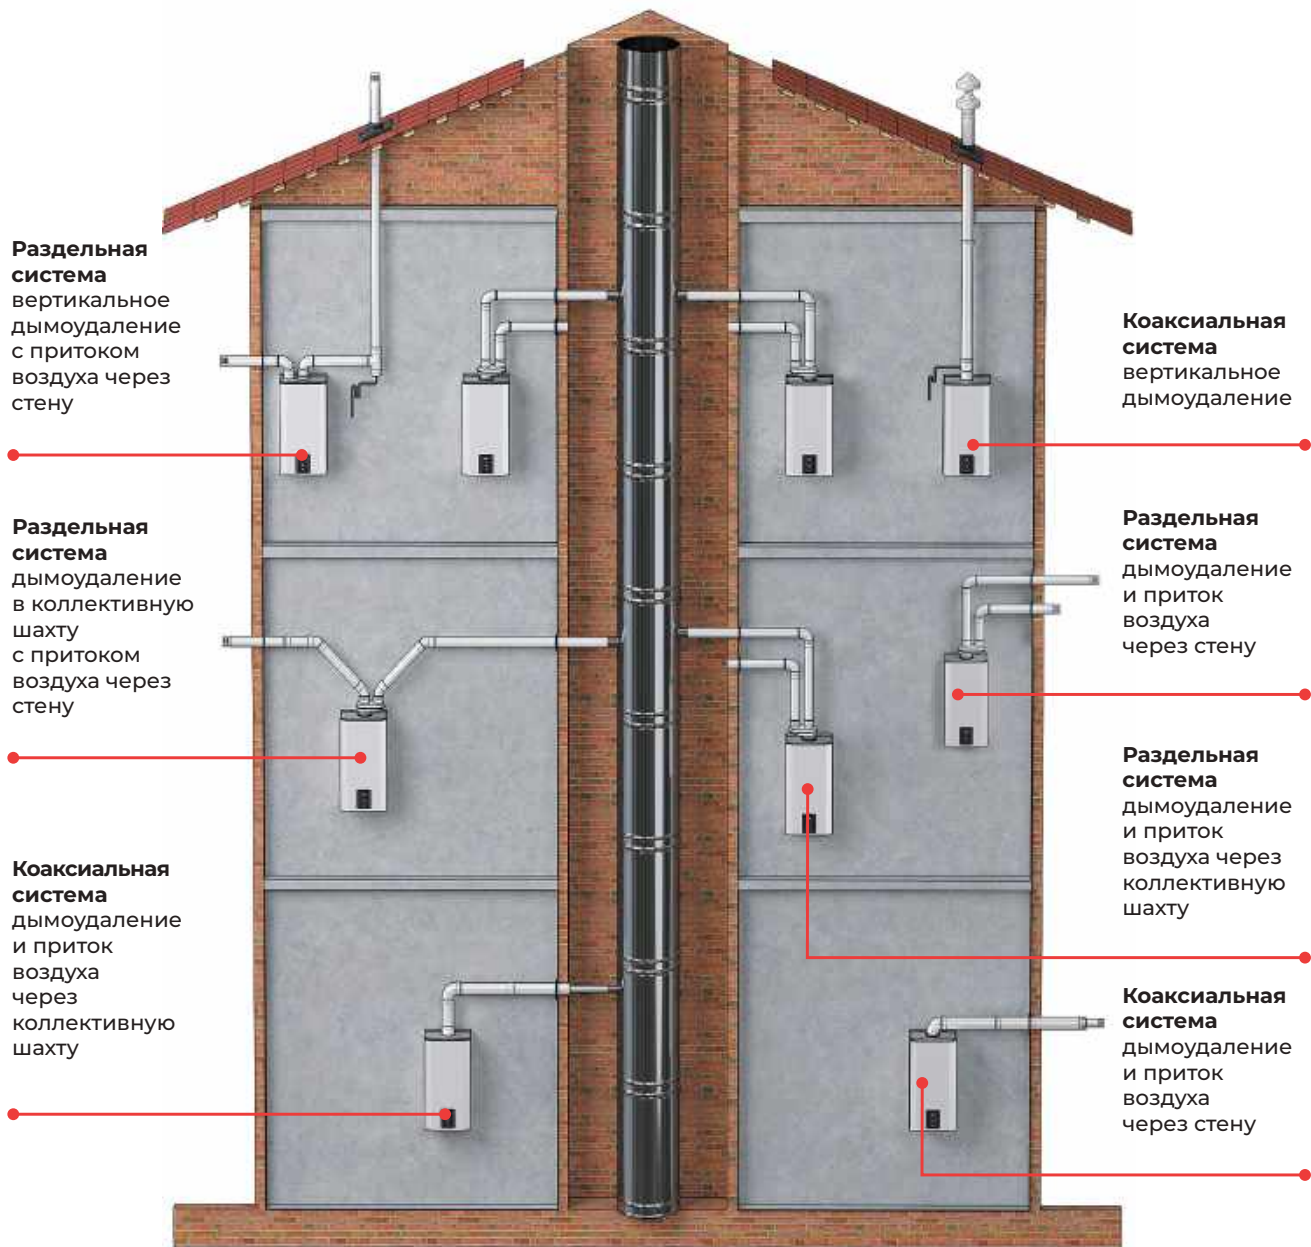 Раздельная
система
вертикальное
дымоудаление
с притоком
воздуха через
стену
Раздельная
система
дымоудаление
в коллективную
шахту
с притоком
воздуха через
стену
Коаксиальная
система
дымоудаление
и приток
воздуха
через
коллективную
шахту
Коаксиальная
система
вертикальное
дымоудаление
Раздельная
система
дымоудаление
и приток
воздуха
через стену
Раздельная
система
дымоудаление
и приток
воздуха через
коллективную
шахту
Коаксиальная
система
дымоудаление
и приток
воздуха
через стену